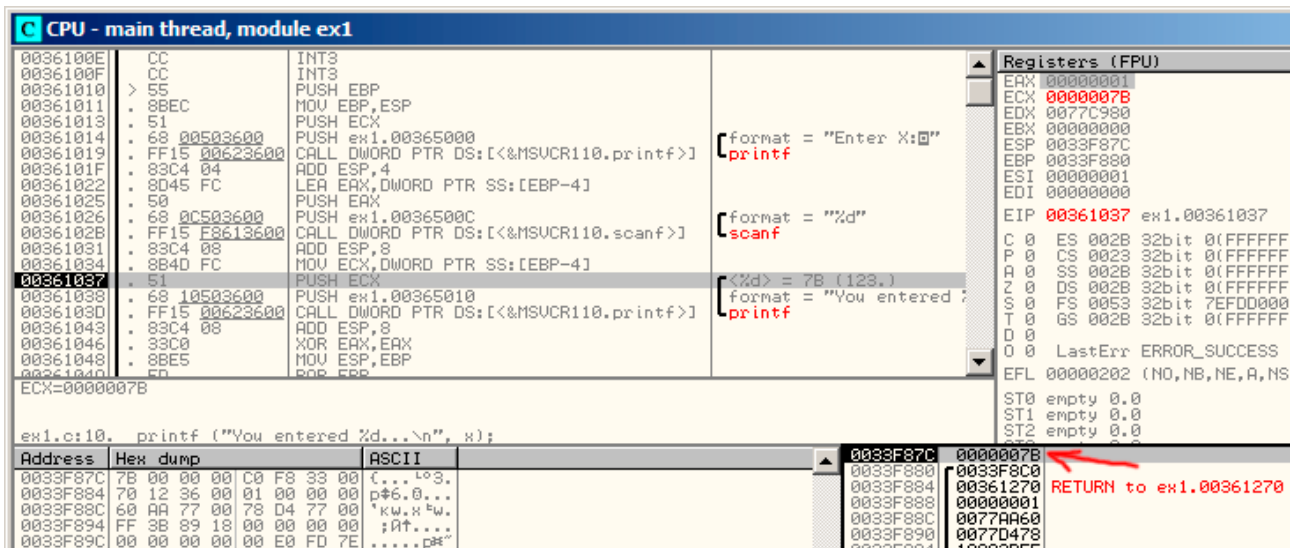 C CPU - main thread, module ex1
0036100E CC INT3
0036100F CC INT3
00361010 > 55 PUSH EBP
00361011 . 8BEC MOV EBP,ESP
00361013 . 51 PUSH ECX
00361014 . 68 00503600 PUSH ex1.00365000 format = "Enter X:◙"
00361019 . FF15 00623600 CALL DWORD PTR DS:[<&MSVCR110.printf>] printf
0036101F . 83C4 04 ADD ESP,4
00361022 . 8D45 FC LEA EAX,DWORD PTR SS:[EBP-4]
00361025 . 50 PUSH EAX
00361026 . 68 0C503600 PUSH ex1.0036500C format = "%d"
0036102B . FF15 F8613600 CALL DWORD PTR DS:[<&MSVCR110.scanf>] scanf
00361031 . 83C4 08 ADD ESP,8
00361034 . 8B4D FC MOV ECX,DWORD PTR SS:[EBP-4]
00361037 . 51 PUSH ECX <%d> = 7B (123.)
00361038 . 68 10503600 PUSH ex1.00365010 format = "You entered %
0036103D . FF15 00623600 CALL DWORD PTR DS:[<&MSVCR110.printf>] printf
00361043 . 83C4 08 ADD ESP,8
00361046 . 33C0 XOR EAX,EAX
00361048 . 8BE5 MOV ESP,EBP
ECX=0000007B
ex1.c:10. printf ("You entered %d...\n", x);
Registers (FPU)
EAX 00000001
ECX 0000007B
EDX 0077C980
EBX 00000000
ESP 0033F87C
EBP 0033F880
ESI 00000001
EDI 00000000
EIP 00361037 ex1.00361037
C 0 ES 002B 32bit 0(FFFFFF
P 0 CS 0023 32bit 0(FFFFFF
A 0 SS 002B 32bit 0(FFFFFF
Z 0 DS 002B 32bit 0(FFFFFF
S 0 FS 0053 32bit 7EFDD000
T 0 GS 002B 32bit 0(FFFFFF
D 0
O 0 LastErr ERROR_SUCCESS
EFL 00000202 (NO,NB,NE,A,NS
ST0 empty 0.0
ST1 empty 0.0
ST2 empty 0.0
Address Hex dump ASCII
0033F87C 7B 00 00 00 C0 F8 33 00 {...└°3.
0033F884 70 12 36 00 01 00 00 00
0033F88C 60 AA 77 00 78 D4 77 00
0033F894 FF 3B 89 18 00 00 00 00
0033F89C 00 00 00 00 00 E0 FD 7E
0033F87C 0000007B
0033F880 0033F8C0
0033F884 00361270 RETURN to ex1.00361270
0033F888 00000001
0033F88C 0077AA60
0033F890 0077D478